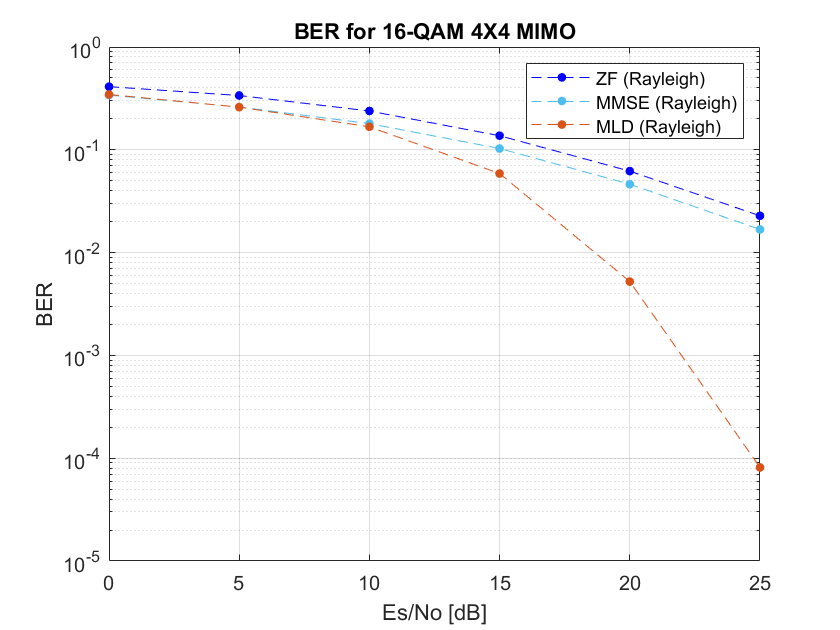 BER for 16-QAM 4X4 MIMO
ZF (Rayleigh)
MMSE (Rayleigh)
MLD (Rayleigh)
10^0
10^-1
10^-2
10^-3
10^-4
10^-5
BER
0 5 10 15 20 25
Es/No [dB]